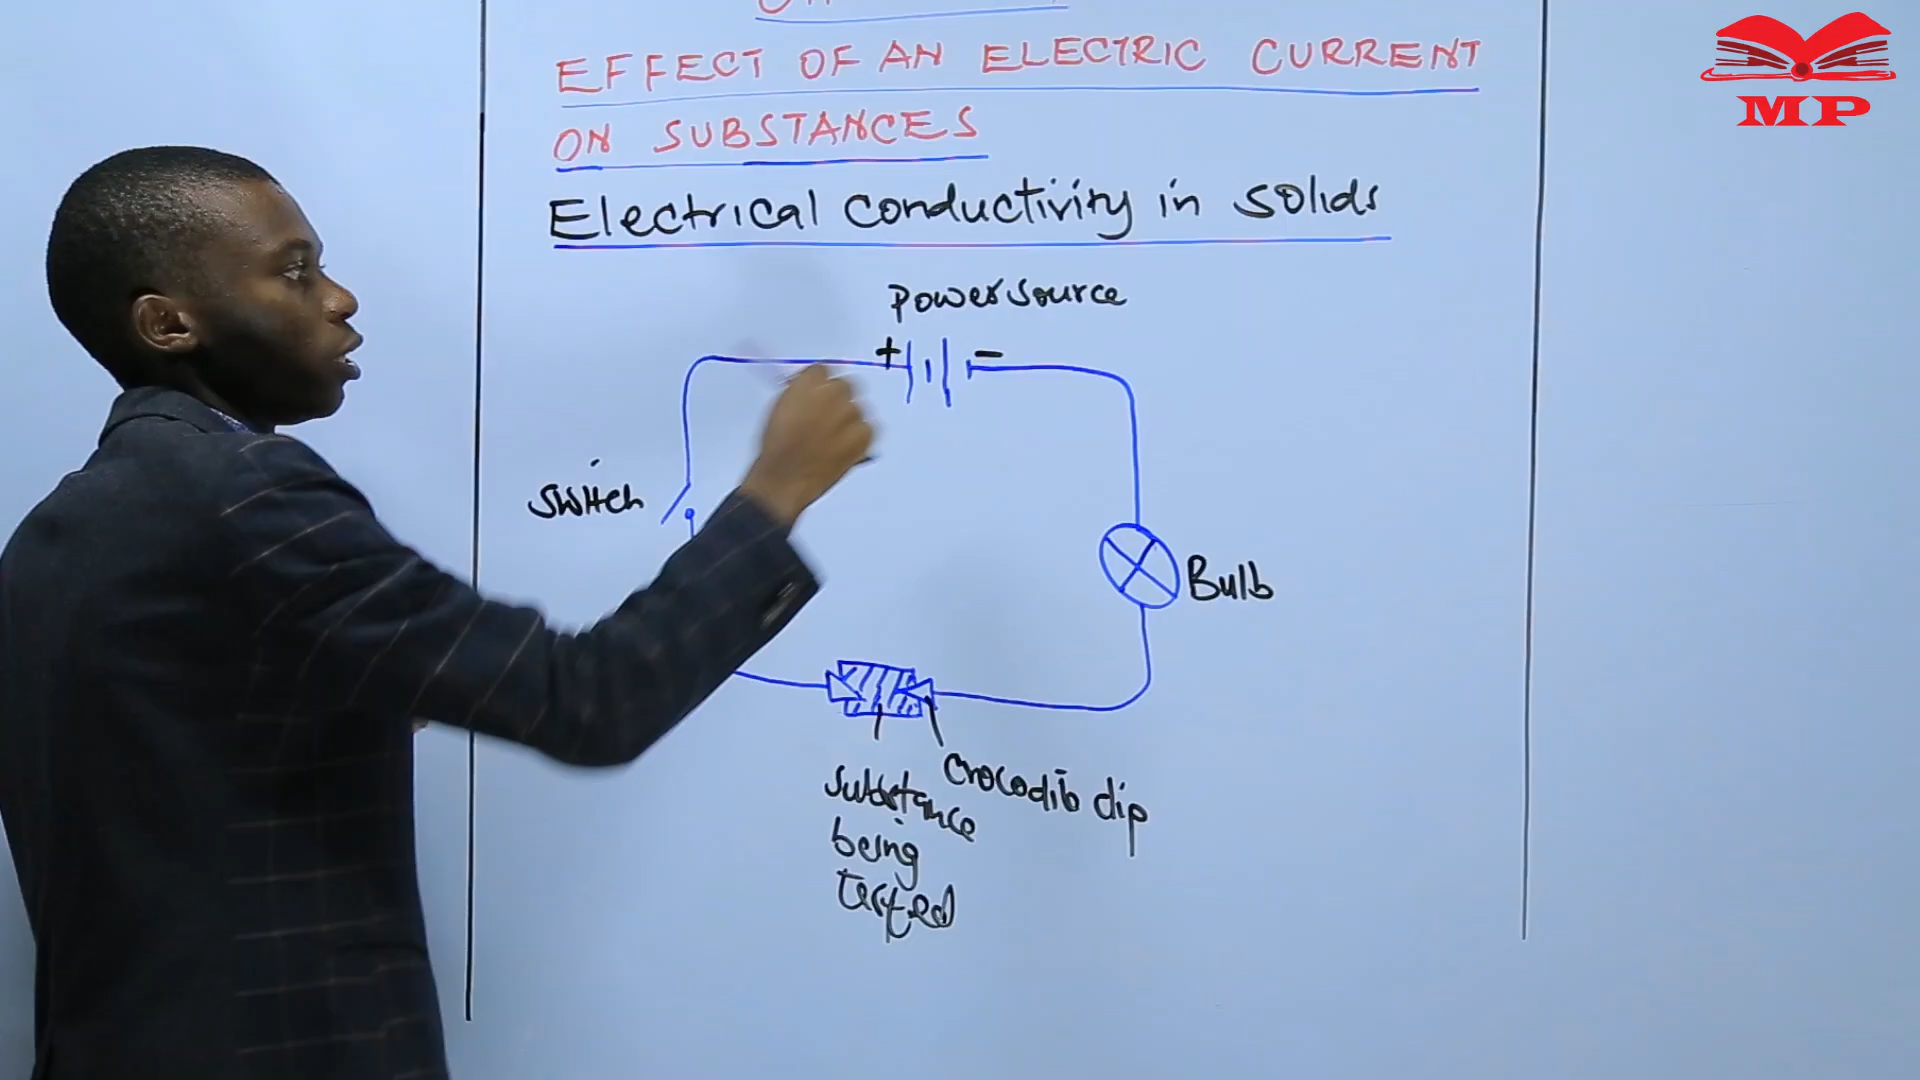 EFFECT OF AN ELECTRIC CURRENT
ON SUBSTANCES
Electrical conductivity in solids
Power source
+ -
Switch
Bulb
Crocodile clip
Substance
being
tested
MP